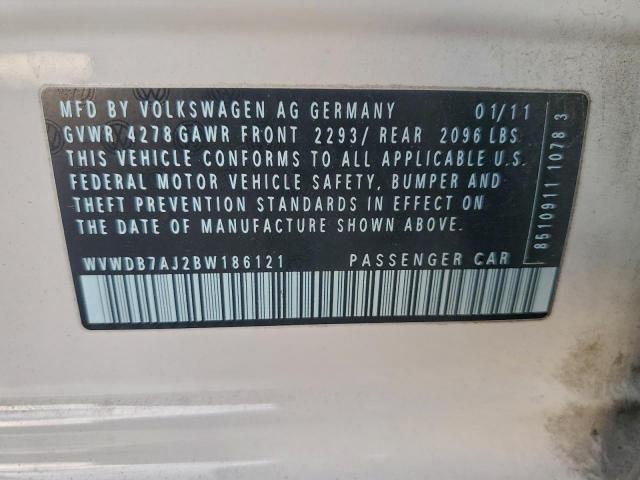 MFD BY VOLKSWAGEN AG GERMANY 01/11
GVWR 4278 GAWR FRONT 2293/ REAR 2096 LBS
THIS VEHICLE CONFORMS TO ALL APPLICABLE U.S.
FEDERAL MOTOR VEHICLE SAFETY, BUMPER AND
THEFT PREVENTION STANDARDS IN EFFECT ON
THE DATE OF MANUFACTURE SHOWN ABOVE.
WVWDB7AJ2BW186121 PASSENGER CAR
8510911 1078 3